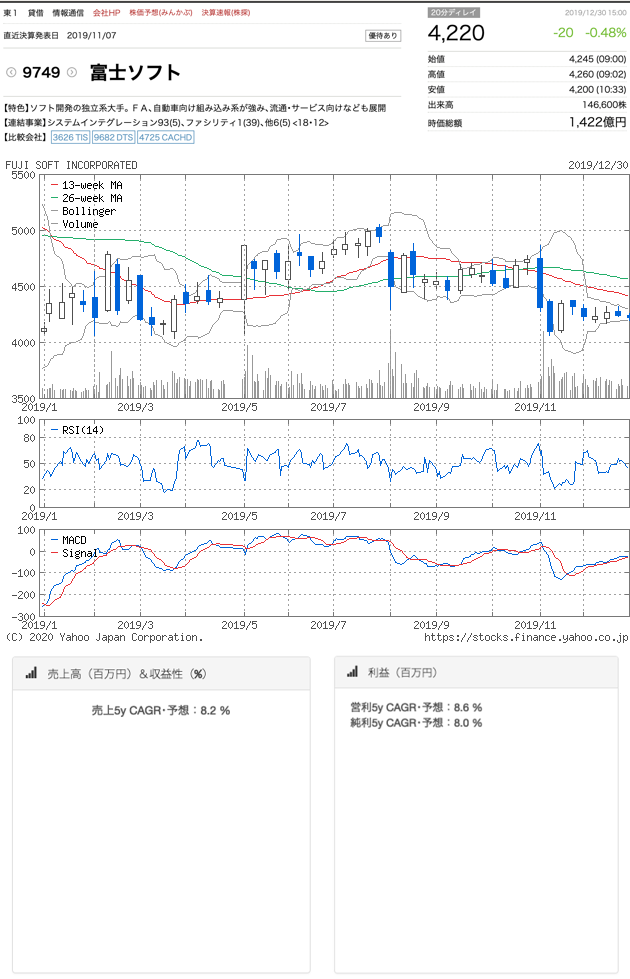 東1 貸借 情報通信 会社HP 株価予想(みんかぶ) 決算速報(株探)
直近決算発表日 2019/11/07 優待あり
9749 富士ソフト
【特色】ソフト開発の独立系大手。ＦＡ、自動車向け組み込み系が強み、流通・サービス向けなども展開
【連結事業】システムインテグレーション93(5)、ファシリティ1(39)、他6(5) <18・12>
【比較会社】 3626 TIS 9682 DTS 4725 CACHD
20分ディレイ 2019/12/30 15:00
4,220 -20 -0.48%
始値 4,245 (09:00)
高値 4,260 (09:02)
安値 4,200 (10:33)
出来高 146,600株
時価総額 1,422億円
FUJI SOFT INCORPORATED 2019/12/30
5500
13-week MA
26-week MA
Bollinger
Volume
5000
4500
4000
3500
2019/1 2019/3 2019/5 2019/7 2019/9 2019/11
100
RSI(14)
80
50
20
0
2019/1 2019/3 2019/5 2019/7 2019/9 2019/11
100
MACD
Signal
0
-100
-200
-300
2019/1 2019/3 2019/5 2019/7 2019/9 2019/11
(C) 2020 Yahoo Japan Corporation. https://stocks.finance.yahoo.co.jp
売上高（百万円）＆収益性（%）
売上5y CAGR・予想：8.2 %
利益（百万円）
営利5y CAGR・予想：8.6 %
純利5y CAGR・予想：8.0 %